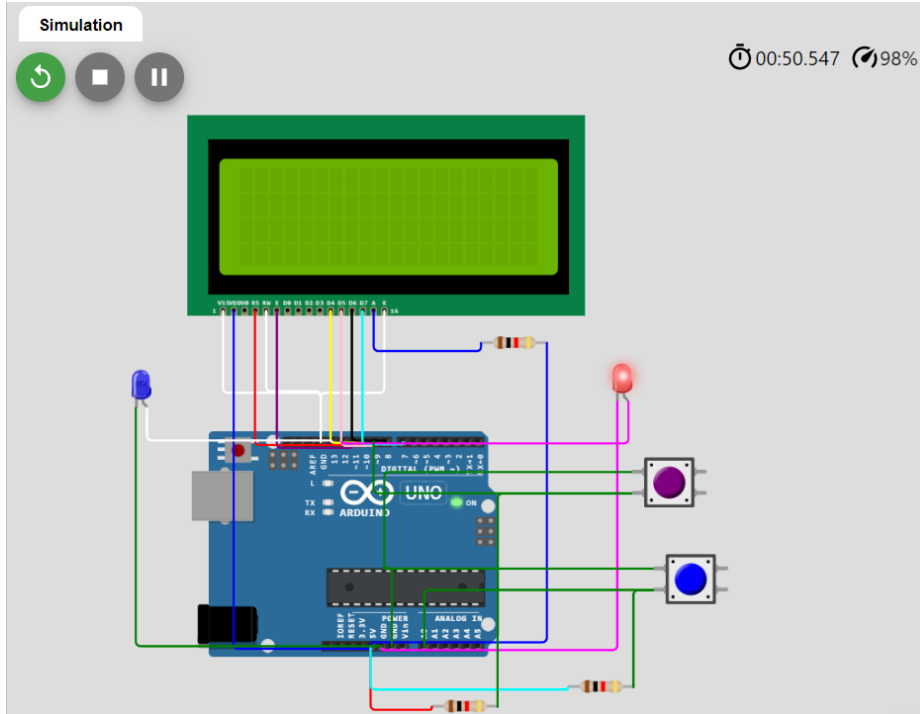 Simulation
00:50.547 98%
VSS VDD V0 RS RW E D0 D1 D2 D3 D4 D5 D6 D7 A K
1 16
AREF
GND
13
12
~11
~10
~9
8
7
~6
~5
4
~3
2
TX→1
RX←0
DIGITAL (PWM ~)
L
TX
RX
UNO
ON
ARDUINO
IOREF
RESET
3.3V
5V
GND
GND
Vin
POWER
ANALOG IN
A0
A1
A2
A3
A4
A5